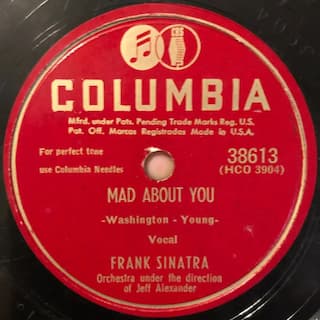 CBS
COLUMBIA
Mfrd. under Pats. Pending Trade Marks Reg. U.S.
Pat. Off. Marcas Registradas Made in U.S.A.
For perfect tone
use Columbia Needles
38613
(HCO 3904)
MAD ABOUT YOU
-Washington - Young-
Vocal
FRANK SINATRA
Orchestra under the direction
of Jeff Alexander